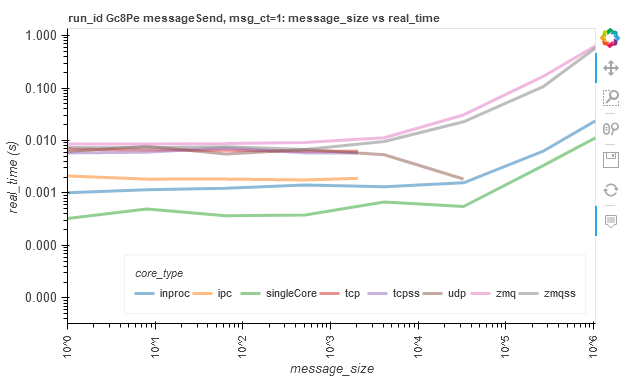 run_id Gc8Pe messageSend, msg_ct=1: message_size vs real_time
1.000
0.100
0.010
0.001
0.000
0.000
real_time (s)
core_type
inproc ipc singleCore tcp tcpss udp zmq zmqss
10^0 10^1 10^2 10^3 10^4 10^5 10^6
message_size